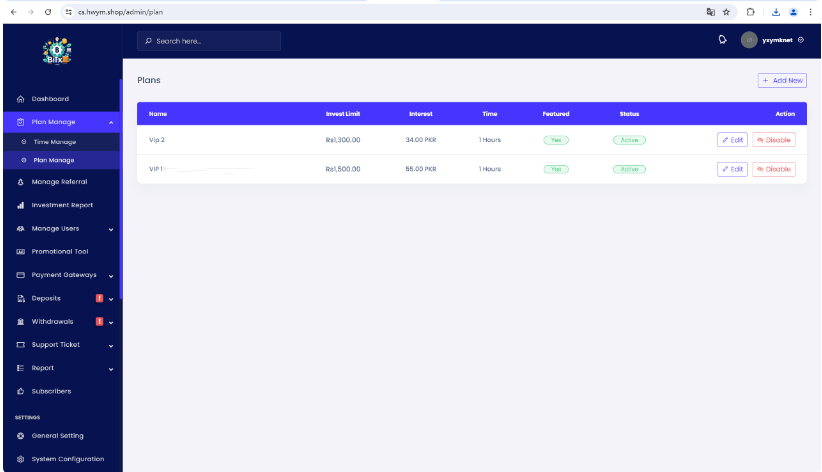 cs.hwym.shop/admin/plan
Bitx
Search here...
yxymknet
Plans
+ Add New
Dashboard
Plan Manage
Time Manage
Plan Manage
Manage Referral
Investment Report
Manage Users
Promotional Tool
Payment Gateways
Deposits !
Withdrawals !
Support Ticket
Report
Subscribers
SETTINGS
General Setting
System Configuration
Name Invest Limit Interest Time Featured Status Action
Vip 2 Rs1,300.00 34.00 PKR 1 Hours Yes Active Edit Disable
VIP 1 Rs1,500.00 55.00 PKR 1 Hours Yes Active Edit Disable